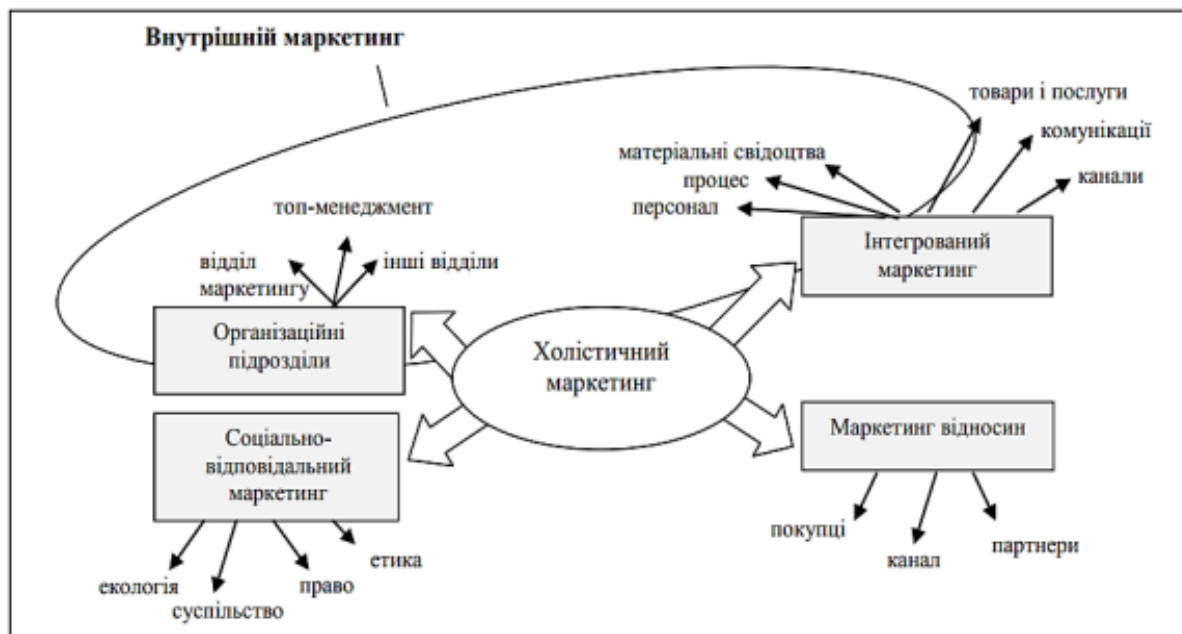 Внутрішній маркетинг
товари і послуги
комунікації
матеріальні свідоцтва
процес
канали
персонал
топ-менеджмент
відділ
маркетингу
інші відділи
Інтегрований
маркетинг
Організаційні
підрозділи
Холістичний
маркетинг
Соціально-
відповідальний
маркетинг
Маркетинг відносин
екологія
суспільство
право
етика
покупці
канал
партнери